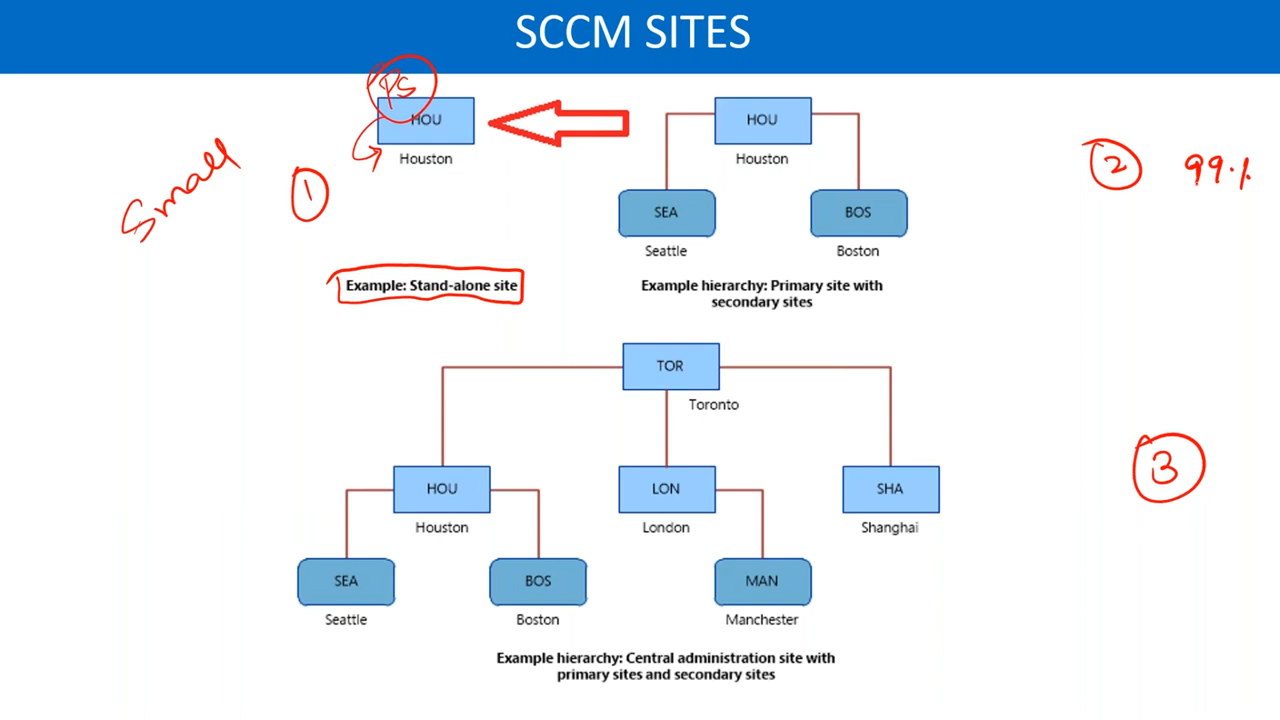 SCCM SITES
PS
HOU
Houston
Small
1
Example: Stand-alone site
HOU
Houston
SEA
Seattle
BOS
Boston
Example hierarchy: Primary site with
secondary sites
2
99%
TOR
Toronto
HOU
Houston
LON
London
SHA
Shanghai
SEA
Seattle
BOS
Boston
MAN
Manchester
3
Example hierarchy: Central administration site with
primary sites and secondary sites